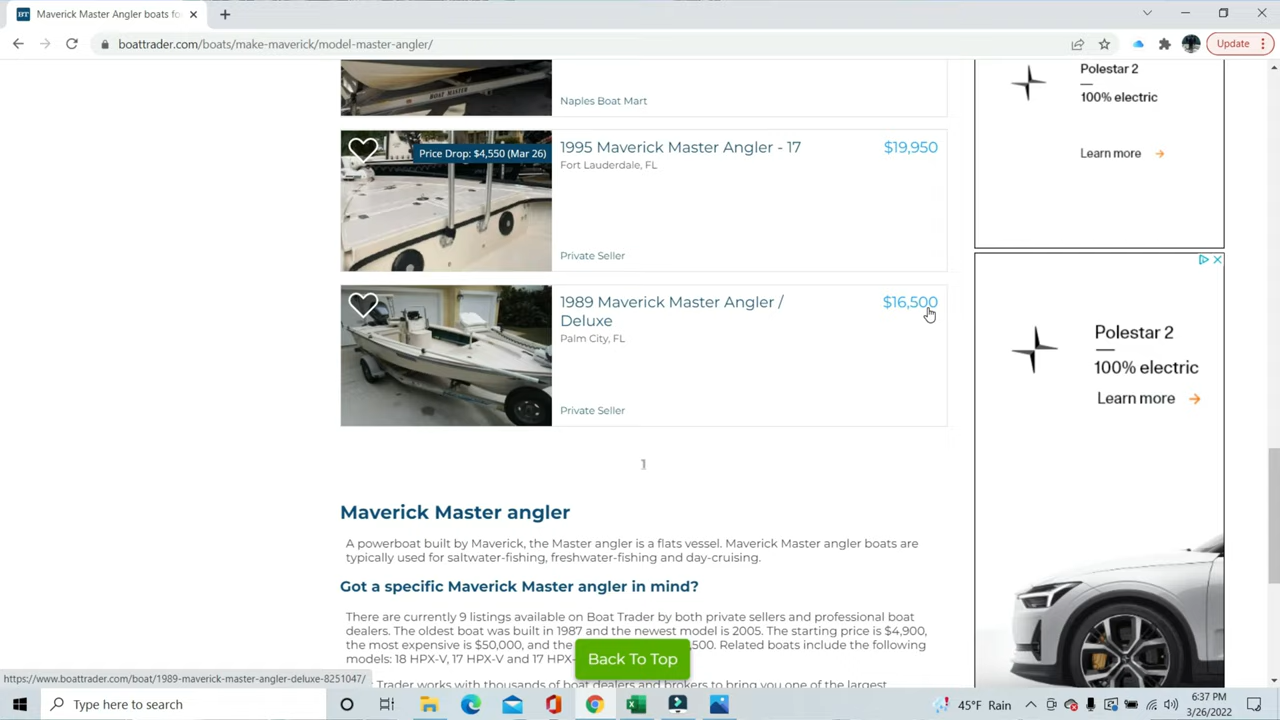 Maverick Master Angler boats fo
boattrader.com/boats/make-maverick/model-master-angler/
Update
BOAT MASTER
Naples Boat Mart
Price Drop: $4,550 (Mar 26)
1995 Maverick Master Angler - 17
$19,950
Fort Lauderdale, FL
Private Seller
1989 Maverick Master Angler /
Deluxe
$16,500
Palm City, FL
Private Seller
1
Maverick Master angler
A powerboat built by Maverick, the Master angler is a flats vessel. Maverick Master angler boats are
typically used for saltwater-fishing, freshwater-fishing and day-cruising.
Got a specific Maverick Master angler in mind?
There are currently 9 listings available on Boat Trader by both private sellers and professional boat
dealers. The oldest boat was built in 1987 and the newest model is 2005. The starting price is $4,900,
the most expensive is $50,000, and the ,500. Related boats include the following
models: 18 HPX-V, 17 HPX-V and 17 HPX-
Trader works with thousands of boat dealers and brokers to bring you one of the largest
Back To Top
Polestar 2
100% electric
Learn more
Polestar 2
100% electric
Learn more
https://www.boattrader.com/boat/1989-maverick-master-angler-deluxe-8251047/
Type here to search
45°F Rain
6:37 PM
3/26/2022